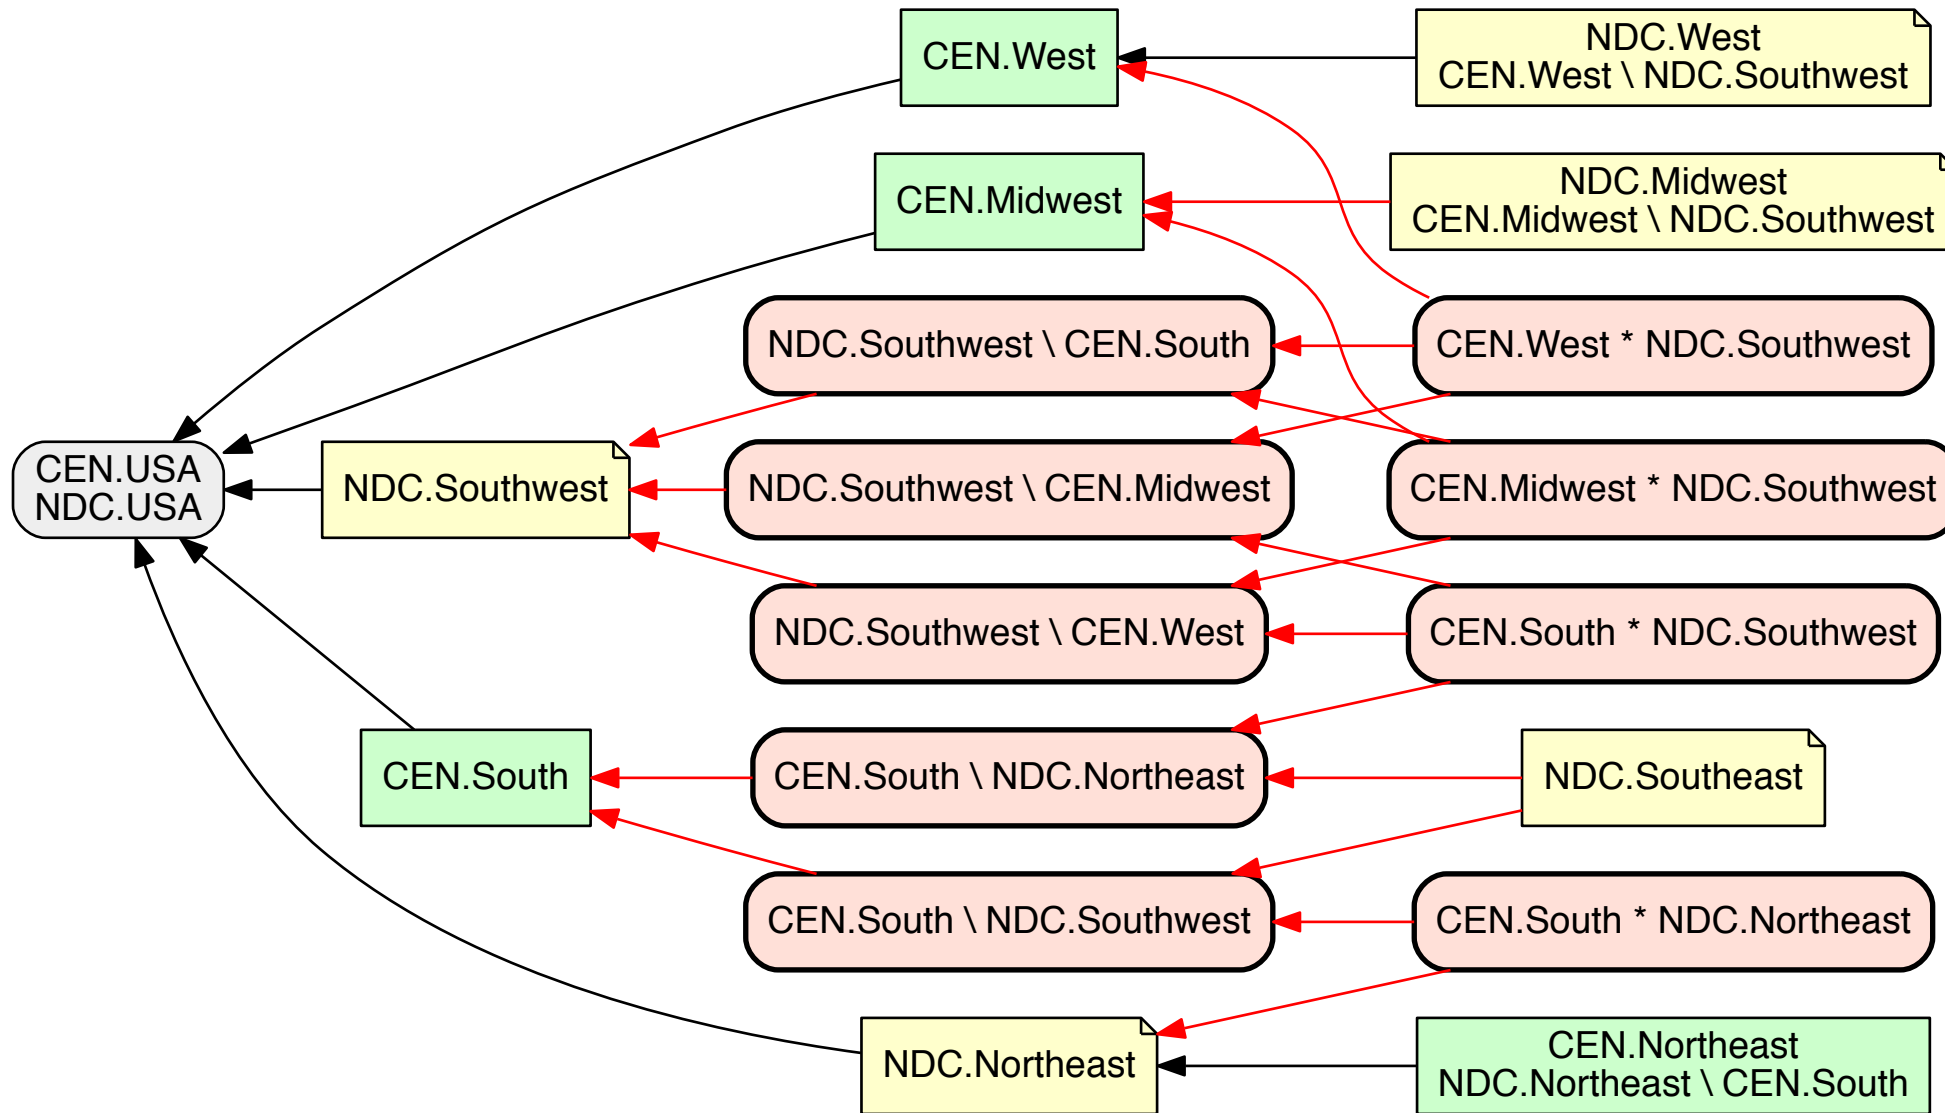 CEN.West
NDC.West
CEN.West \ NDC.Southwest
CEN.Midwest
NDC.Midwest
CEN.Midwest \ NDC.Southwest
NDC.Southwest \ CEN.South
CEN.West * NDC.Southwest
CEN.USA
NDC.USA
NDC.Southwest
NDC.Southwest \ CEN.Midwest
CEN.Midwest * NDC.Southwest
NDC.Southwest \ CEN.West
CEN.South * NDC.Southwest
CEN.South
CEN.South \ NDC.Northeast
NDC.Southeast
CEN.South \ NDC.Southwest
CEN.South * NDC.Northeast
NDC.Northeast
CEN.Northeast
NDC.Northeast \ CEN.South